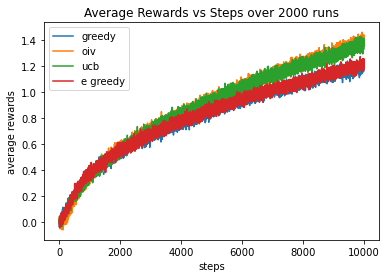 Average Rewards vs Steps over 2000 runs
greedy
oiv
ucb
e greedy
average rewards
1.4
1.2
1.0
0.8
0.6
0.4
0.2
0.0
0 2000 4000 6000 8000 10000
steps